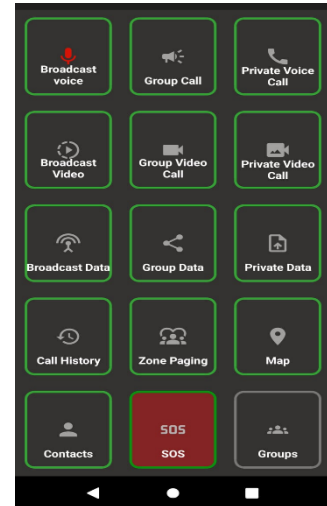 Broadcast
voice
Group Call
Private Voice
Call
Broadcast
Video
Group Video
Call
Private Video
Call
Broadcast Data
Group Data
Private Data
Call History
Zone Paging
Map
Contacts
SOS
SOS
Groups